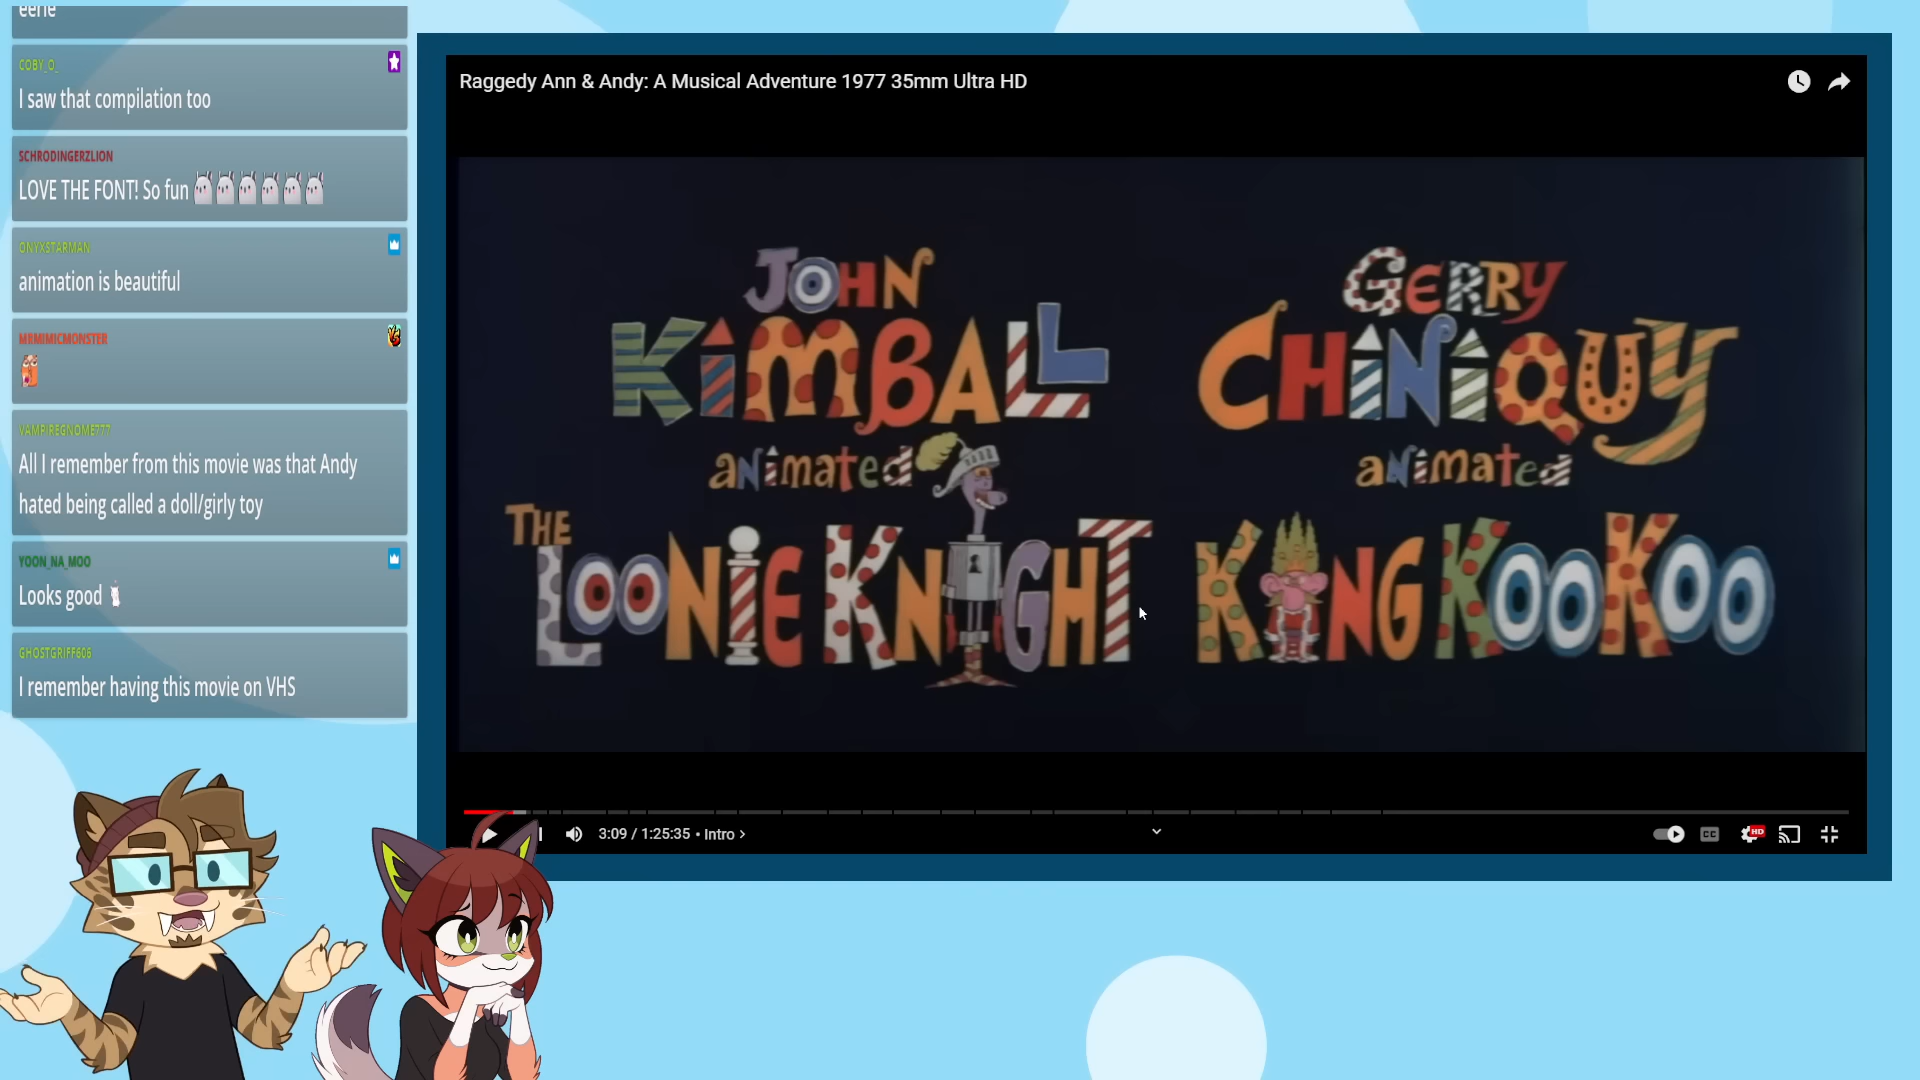 eerie
COBY_O_
I saw that compilation too
SCHRODINGERZLION
LOVE THE FONT! So fun
ONYXSTARMAN
animation is beautiful
MRMIMICMONSTER
VAMPIREGNOME777
All I remember from this movie was that Andy
hated being called a doll/girly toy
YOON_NA_MOO
Looks good
GHOSTGRIFF606
I remember having this movie on VHS
Raggedy Ann & Andy: A Musical Adventure 1977 35mm Ultra HD
JOHN
KiMBALL
aNimated
THE
LOONiE KNiGHT
GERRY
CHiNiQUY
aNimated
KiNG KOOKOO
3:09 / 1:25:35 • Intro >
CC
HD